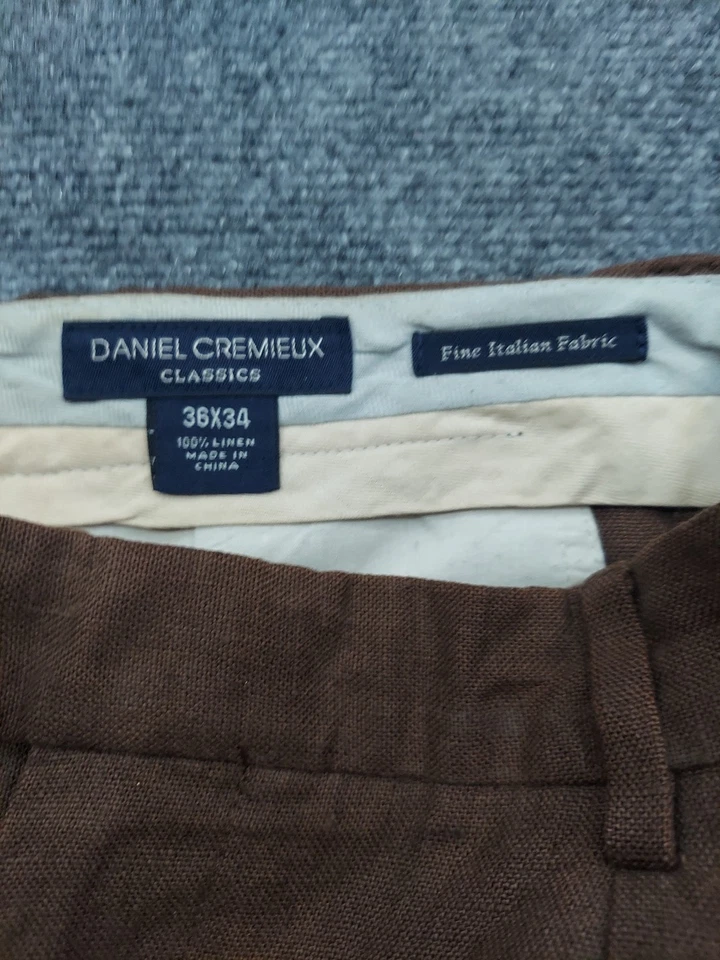 DANIEL CREMIEUX
CLASSICS
Fine Italian Fabric
36X34
100% LINEN
MADE IN
CHINA